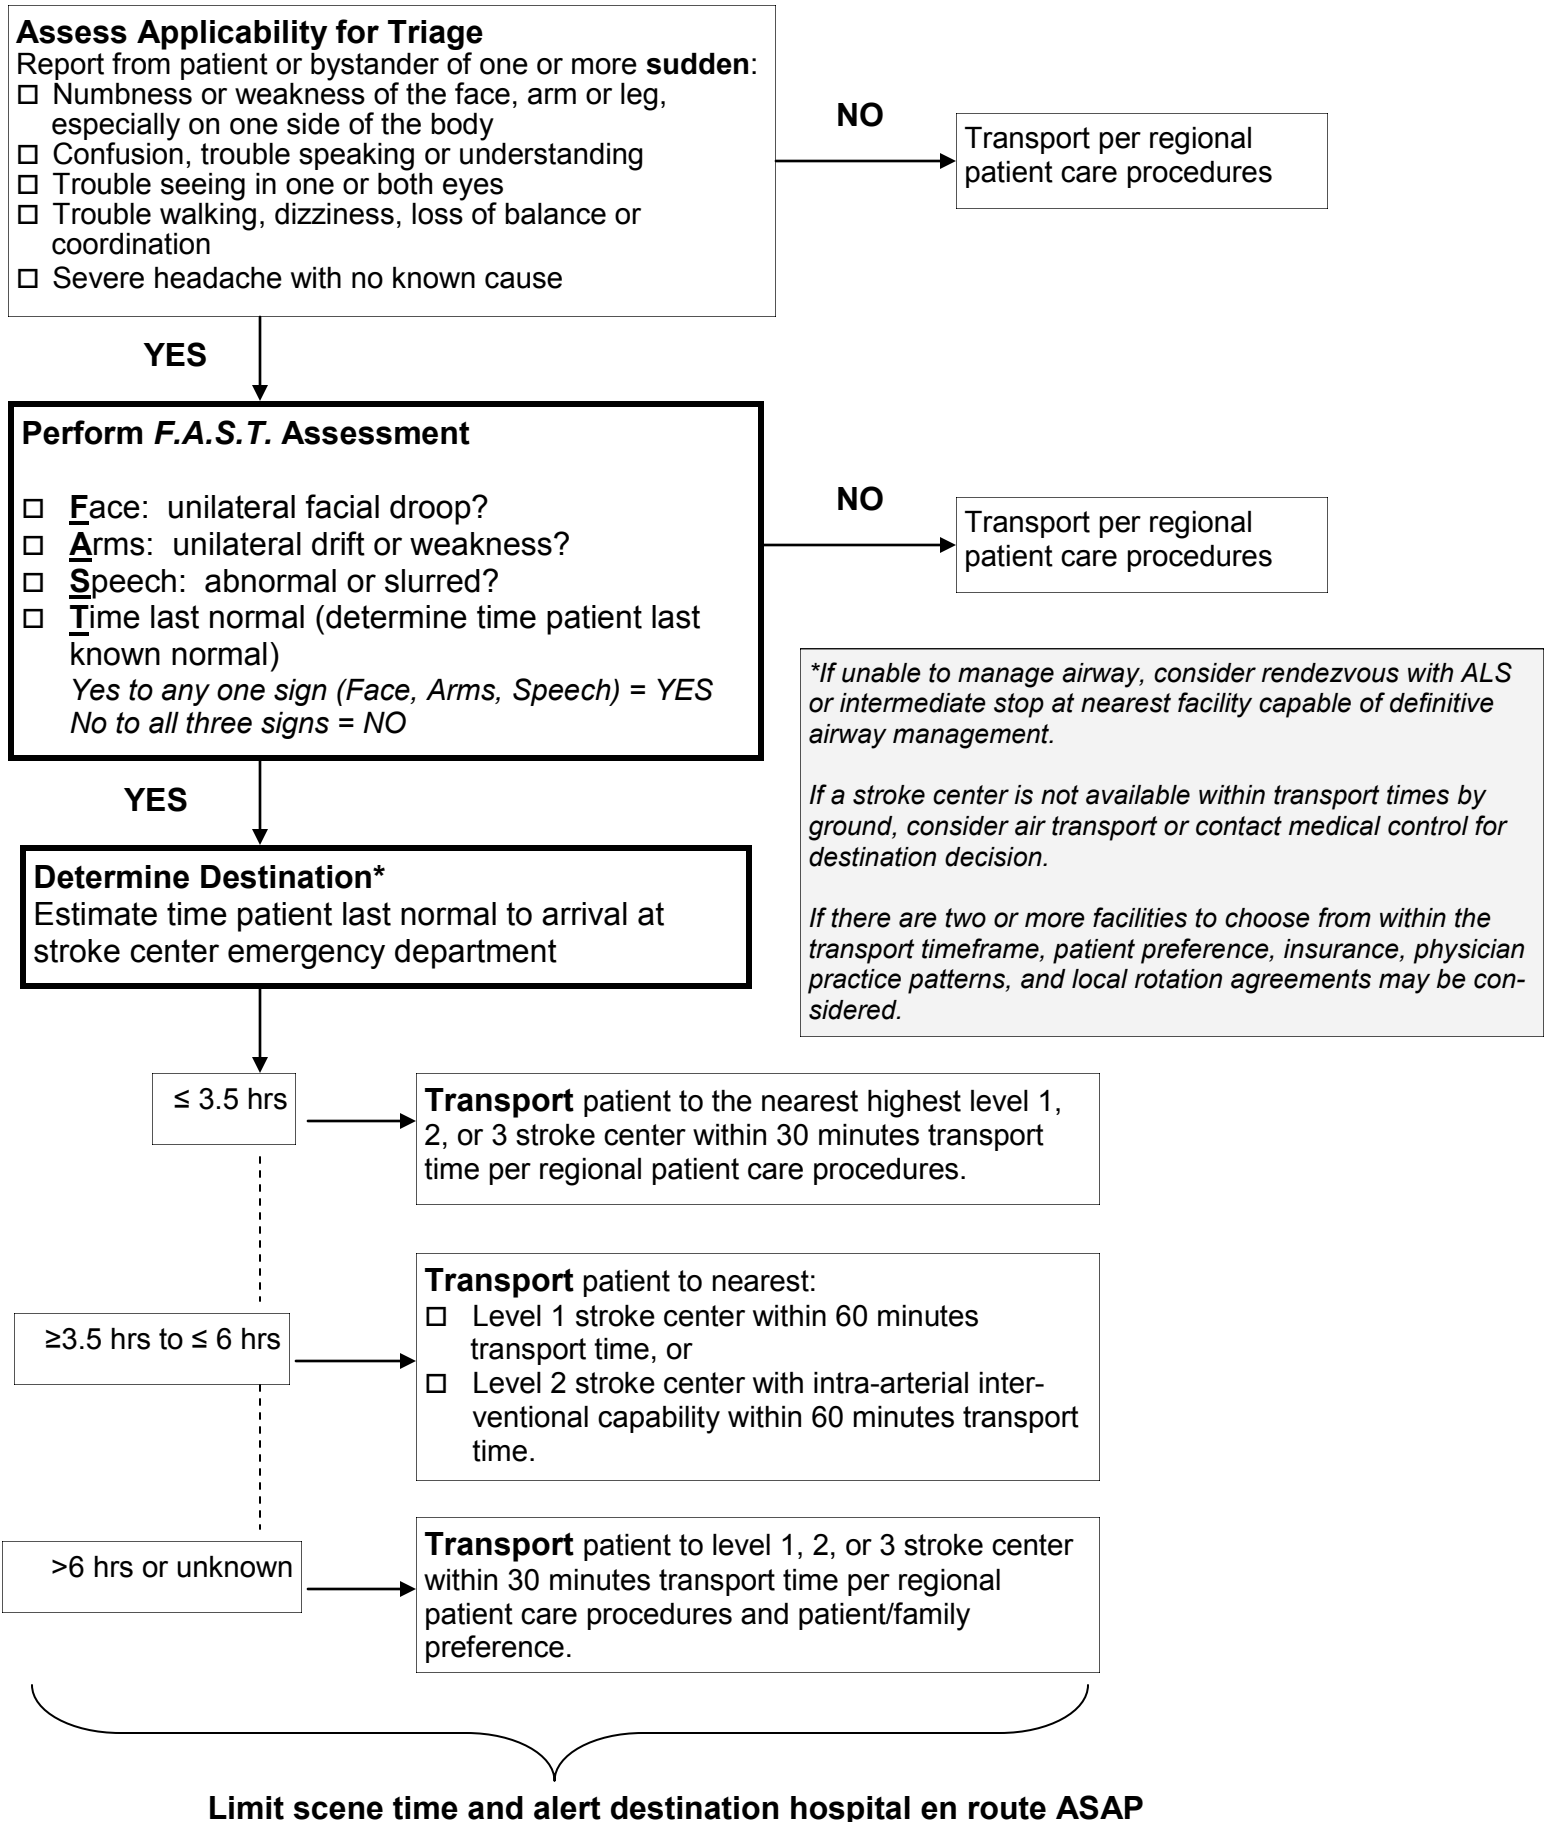 Assess Applicability for Triage
Report from patient or bystander of one or more sudden:
□ Numbness or weakness of the face, arm or leg,
especially on one side of the body
□ Confusion, trouble speaking or understanding
□ Trouble seeing in one or both eyes
□ Trouble walking, dizziness, loss of balance or
coordination
□ Severe headache with no known cause
NO
Transport per regional
patient care procedures
YES
Perform F.A.S.T. Assessment
□ Face: unilateral facial droop?
□ Arms: unilateral drift or weakness?
□ Speech: abnormal or slurred?
□ Time last normal (determine time patient last
known normal)
Yes to any one sign (Face, Arms, Speech) = YES
No to all three signs = NO
NO
Transport per regional
patient care procedures
*If unable to manage airway, consider rendezvous with ALS
or intermediate stop at nearest facility capable of definitive
airway management.
If a stroke center is not available within transport times by
ground, consider air transport or contact medical control for
destination decision.
If there are two or more facilities to choose from within the
transport timeframe, patient preference, insurance, physician
practice patterns, and local rotation agreements may be con-
sidered.
YES
Determine Destination*
Estimate time patient last normal to arrival at
stroke center emergency department
≤ 3.5 hrs
Transport patient to the nearest highest level 1,
2, or 3 stroke center within 30 minutes transport
time per regional patient care procedures.
≥3.5 hrs to ≤ 6 hrs
Transport patient to nearest:
□ Level 1 stroke center within 60 minutes
transport time, or
□ Level 2 stroke center with intra-arterial inter-
ventional capability within 60 minutes transport
time.
>6 hrs or unknown
Transport patient to level 1, 2, or 3 stroke center
within 30 minutes transport time per regional
patient care procedures and patient/family
preference.
Limit scene time and alert destination hospital en route ASAP